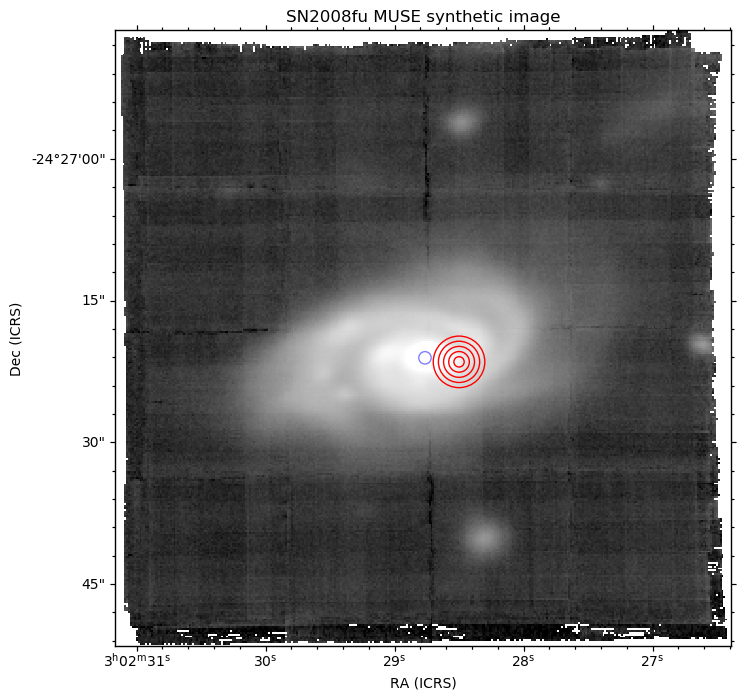 SN2008fu MUSE synthetic image
-24°27'00"
15"
30"
45"
Dec (ICRS)
3ʰ02ᵐ31ˢ 30ˢ 29ˢ 28ˢ 27ˢ
RA (ICRS)